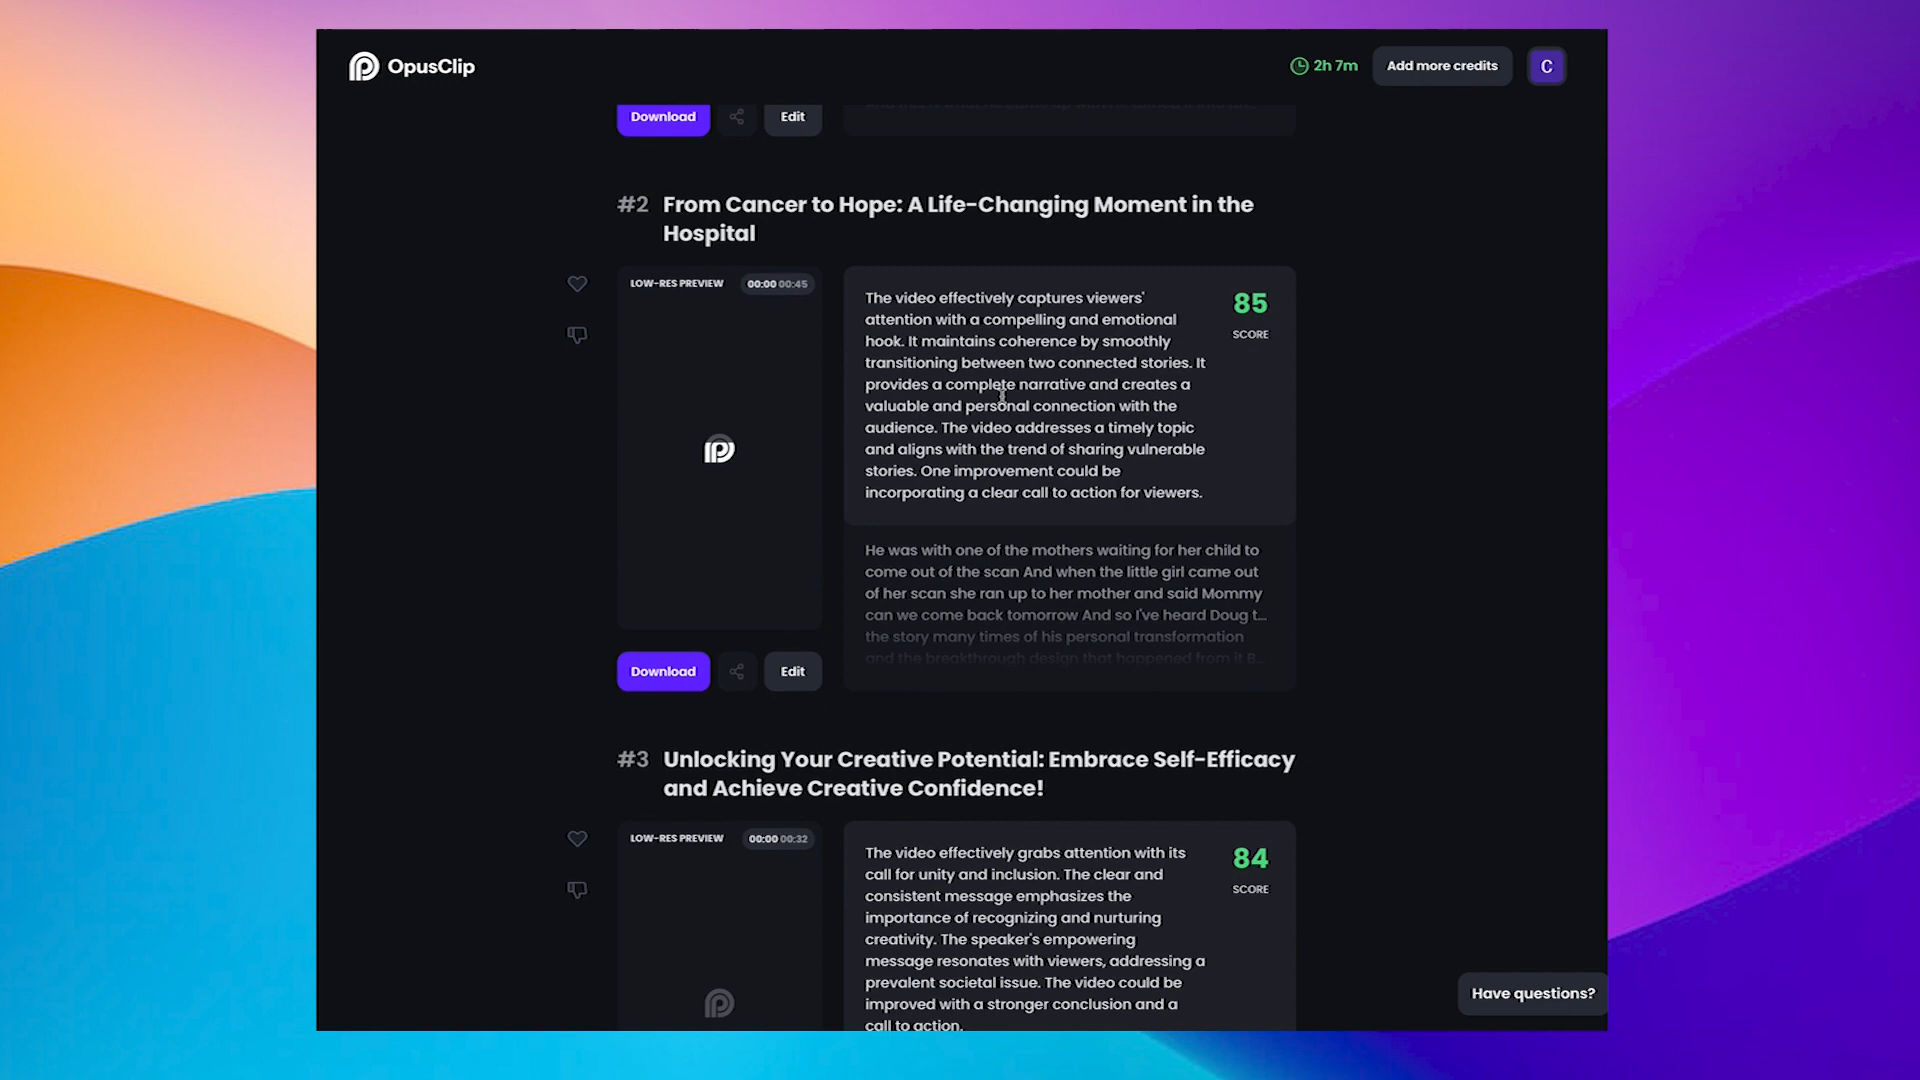 OpusClip
2h 7m
Add more credits
C
Download
Edit
#2 From Cancer to Hope: A Life-Changing Moment in the
Hospital
LOW-RES PREVIEW
00:00 00:45
The video effectively captures viewers'
attention with a compelling and emotional
hook. It maintains coherence by smoothly
transitioning between two connected stories. It
provides a complete narrative and creates a
valuable and personal connection with the
audience. The video addresses a timely topic
and aligns with the trend of sharing vulnerable
stories. One improvement could be
incorporating a clear call to action for viewers.
85
SCORE
He was with one of the mothers waiting for her child to
come out of the scan And when the little girl came out
of her scan she ran up to her mother and said Mommy
can we come back tomorrow And so I've heard Doug t...
the story many times of his personal transformation
and the breakthrough design that happened from it B...
Download
Edit
#3 Unlocking Your Creative Potential: Embrace Self-Efficacy
and Achieve Creative Confidence!
LOW-RES PREVIEW
00:00 00:32
The video effectively grabs attention with its
call for unity and inclusion. The clear and
consistent message emphasizes the
importance of recognizing and nurturing
creativity. The speaker's empowering
message resonates with viewers, addressing a
prevalent societal issue. The video could be
improved with a stronger conclusion and a
call to action.
84
SCORE
Have questions?